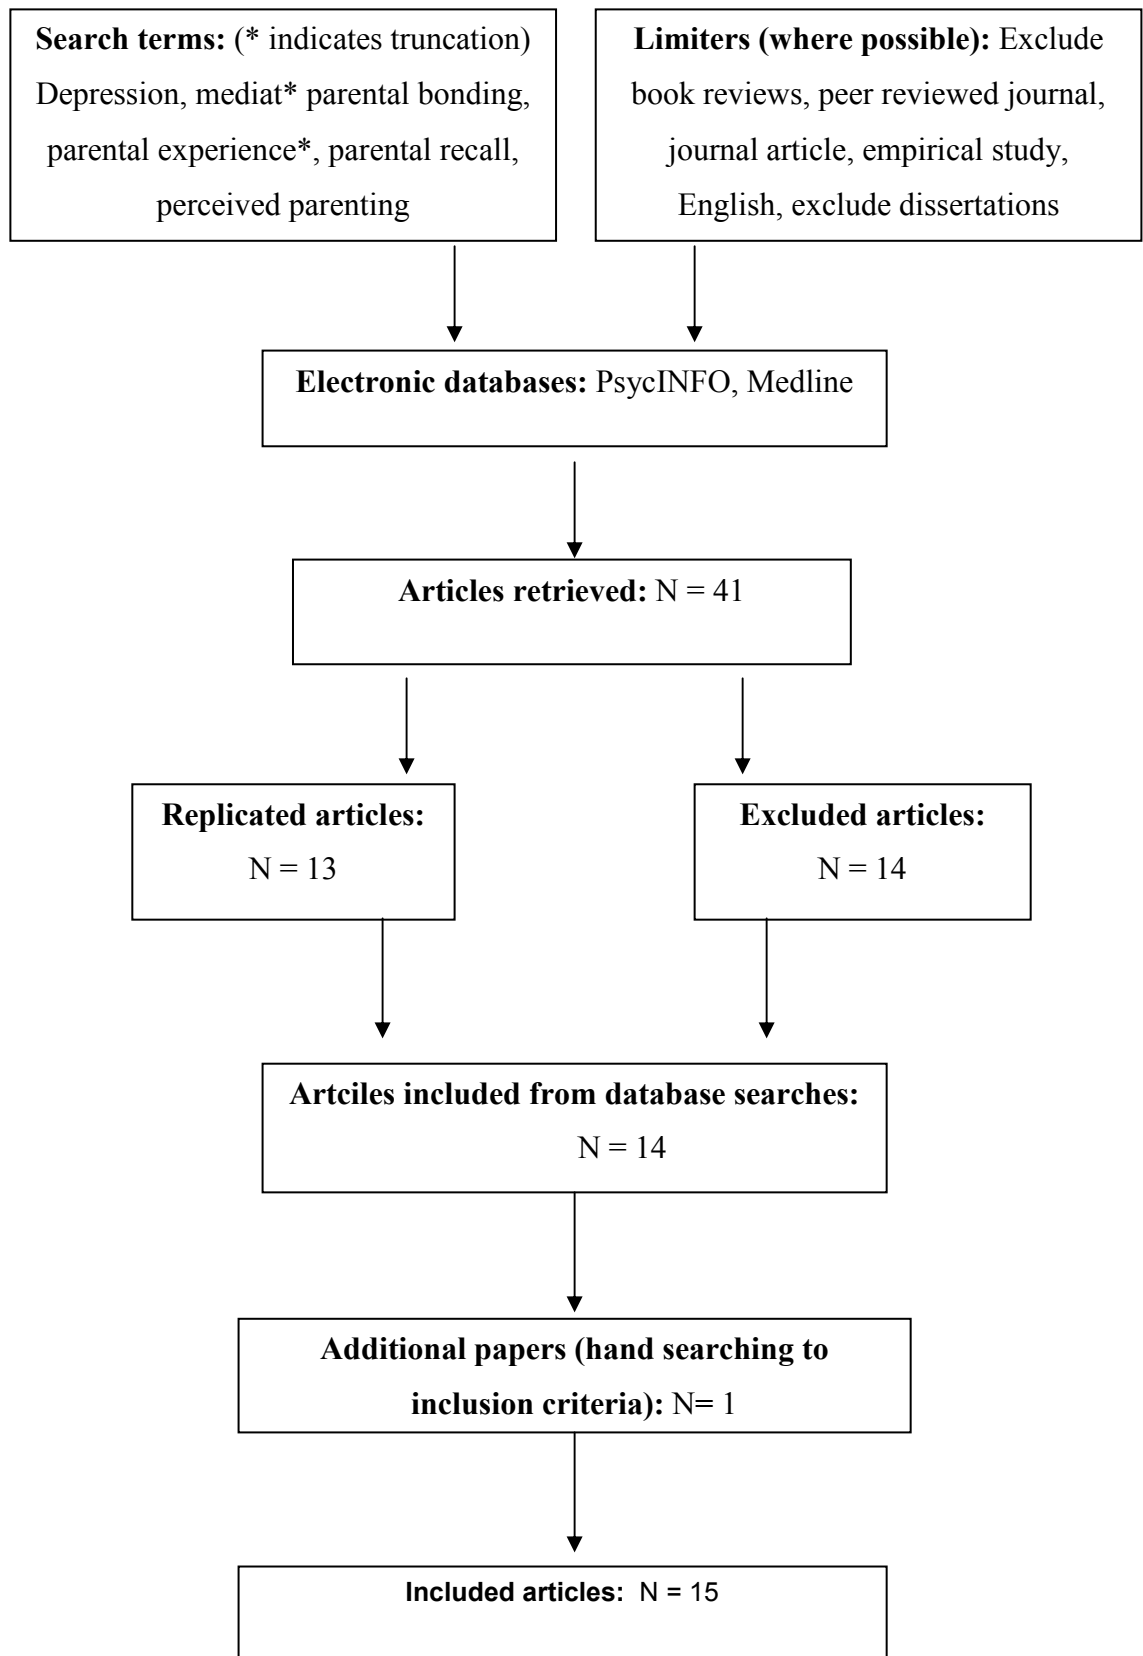 Search terms: (* indicates truncation)
Depression, mediat* parental bonding,
parental experience*, parental recall,
perceived parenting
Limiters (where possible): Exclude
book reviews, peer reviewed journal,
journal article, empirical study,
English, exclude dissertations
Electronic databases: PsycINFO, Medline
Articles retrieved: N = 41
Replicated articles:
N = 13
Excluded articles:
N = 14
Artciles included from database searches:
N = 14
Additional papers (hand searching to
inclusion criteria): N= 1
Included articles: N = 15